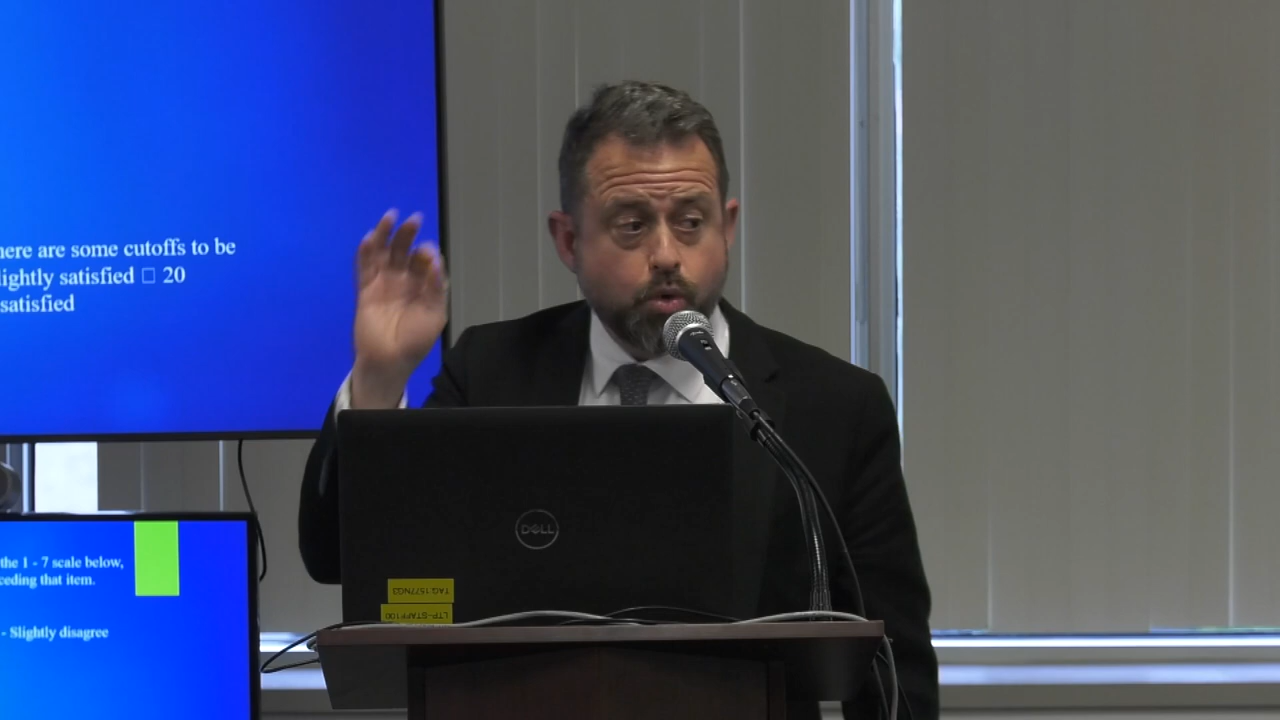 here are some cutoffs to be
lightly satisfied □ 20
satisfied
the 1 - 7 scale below,
ceding that item.
- Slightly disagree
DELL
TAG:1577NG3
LTP-STAFF100